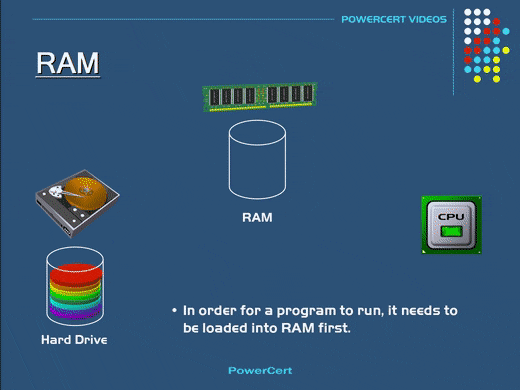 POWERCERT VIDEOS
RAM
RAM
CPU
Hard Drive
• In order for a program to run, it needs to
be loaded into RAM first.
PowerCert